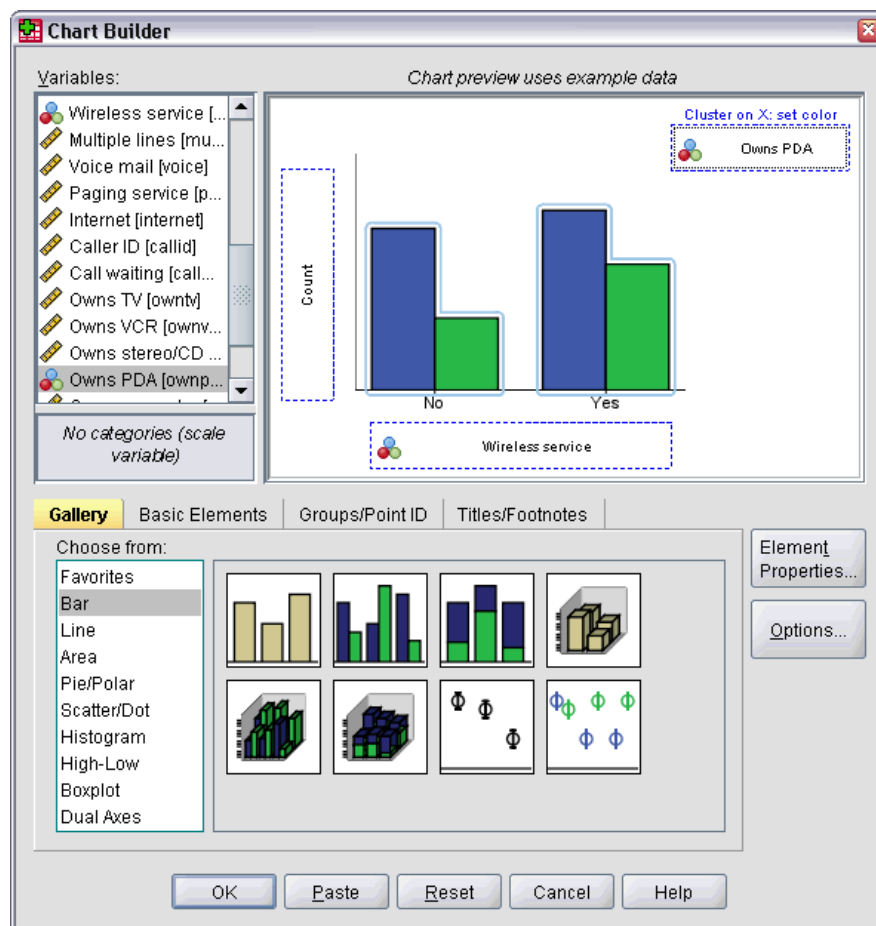 Chart Builder
Variables:
Chart preview uses example data
Wireless service [...
Multiple lines [mu...
Voice mail [voice]
Paging service [p...
Internet [internet]
Caller ID [callid]
Call waiting [call...
Owns TV [owntv]
Owns VCR [ownv...
Owns stereo/CD ...
Owns PDA [ownp...
No categories (scale
variable)
Cluster on X: set color
Owns PDA
Count
No
Yes
Wireless service
Gallery
Basic Elements
Groups/Point ID
Titles/Footnotes
Choose from:
Favorites
Bar
Line
Area
Pie/Polar
Scatter/Dot
Histogram
High-Low
Boxplot
Dual Axes
Element
Properties...
Options...
OK
Paste
Reset
Cancel
Help